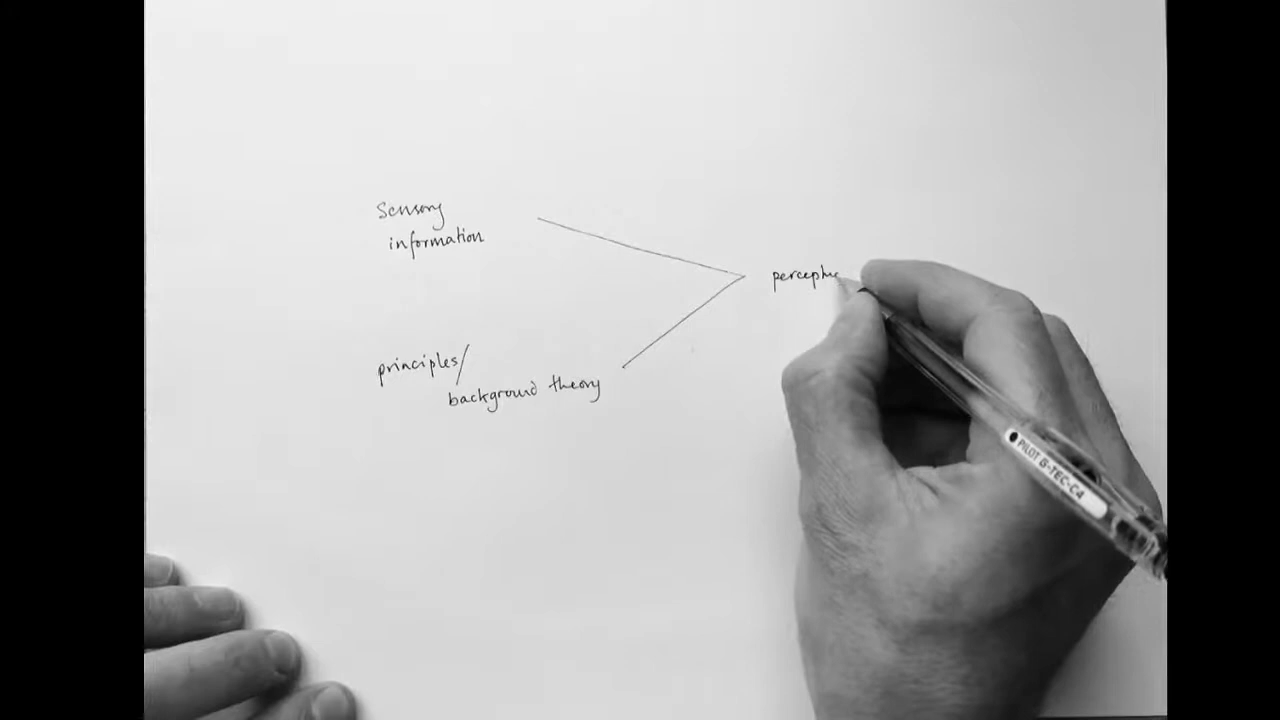 Sensory
information
principles/
background theory
PILOT G-TEC-C4